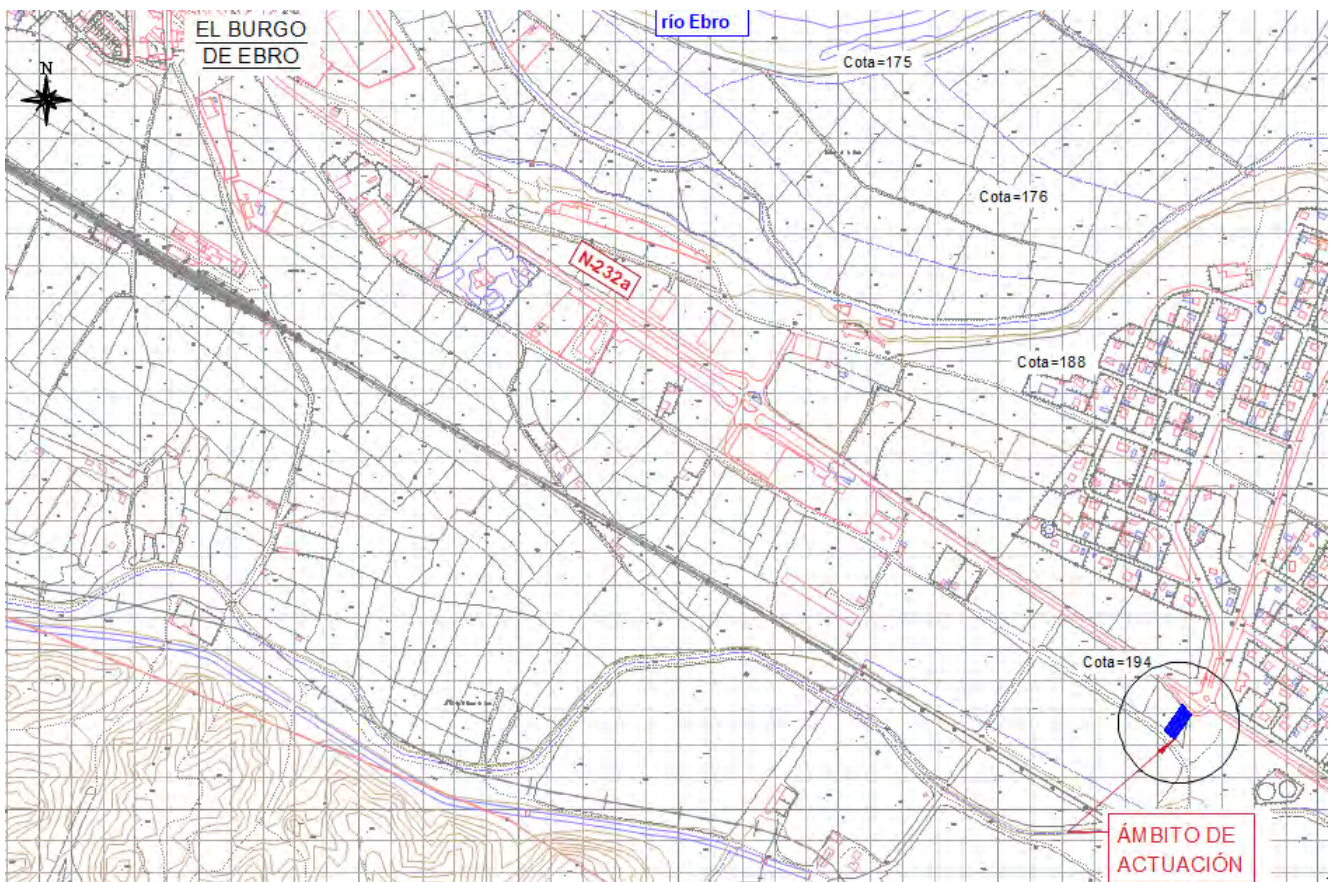 EL BURGO
DE EBRO
río Ebro
Cota=175
N
Cota=176
N-232a
Cota=188
Cota=194
ÁMBITO DE
ACTUACIÓN